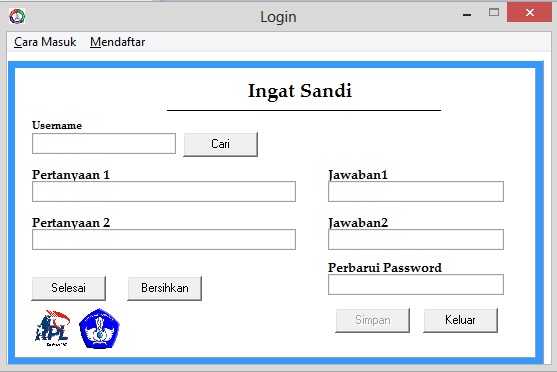 Login
Cara Masuk Mendaftar
Ingat Sandi
Username
Cari
Pertanyaan 1 Jawaban1
Pertanyaan 2 Jawaban2
Perbarui Password
Selesai Bersihkan
Simpan Keluar